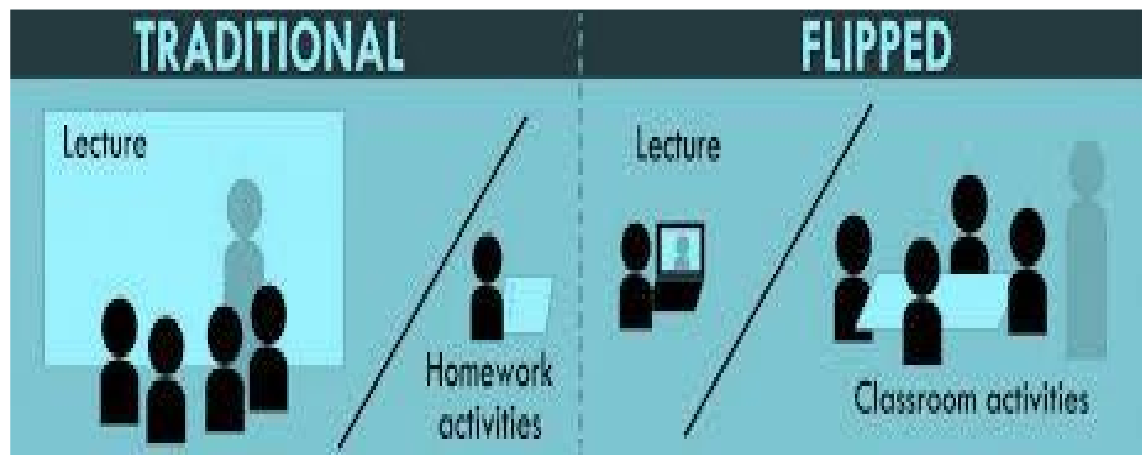 TRADITIONAL
Lecture
Homework
activities
FLIPPED
Lecture
Classroom activities